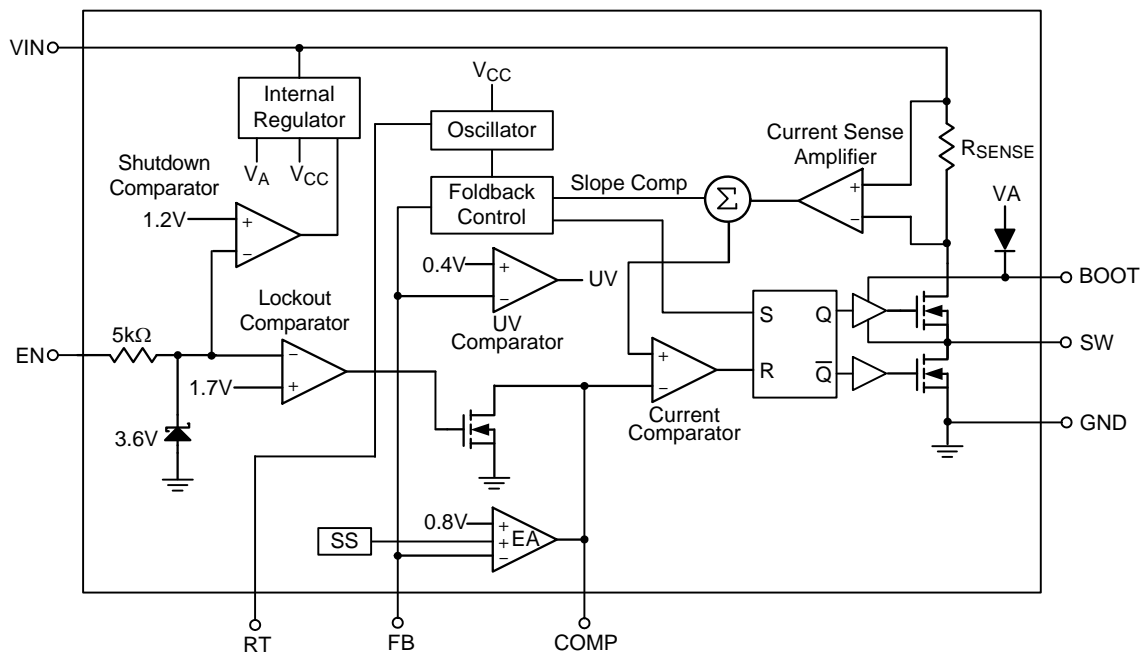 VIN
Internal
Regulator
VA
VCC
VCC
Oscillator
Foldback
Control
Slope Comp
Σ
Current Sense
Amplifier
+
−
RSENSE
VA
BOOT
SW
GND
Shutdown
Comparator
1.2V
+
−
0.4V
+
−
UV
UV
Comparator
Lockout
Comparator
EN
5kΩ
−
+
1.7V
3.6V
+
−
Current
Comparator
S
R
Q
Q̅
0.8V
SS
+
+
−
EA
RT
FB
COMP